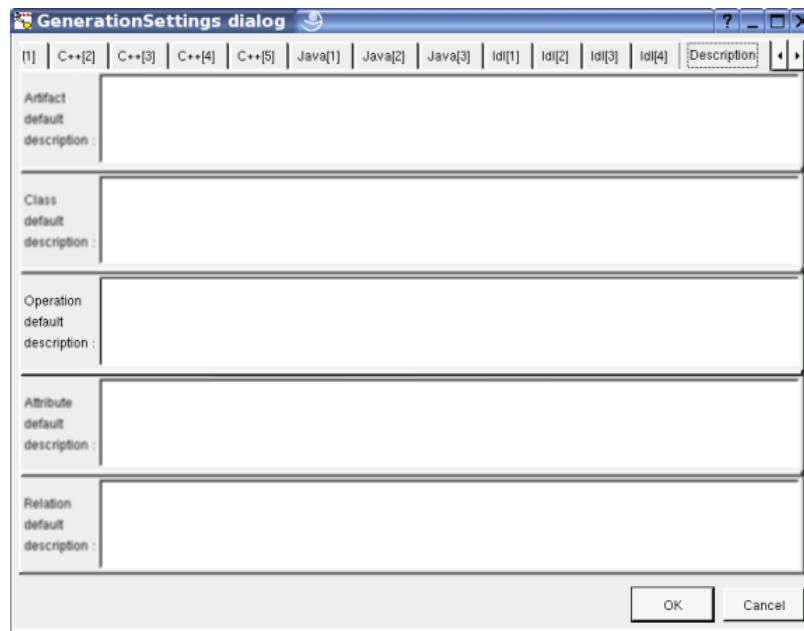 GenerationSettings dialog
1] C++[2] C++[3] C++[4] C++[5] Java[1] Java[2] Java[3] Idl[1] Idl[2] Idl[3] Idl[4] Description
Artifact
default
description :
Class
default
description :
Operation
default
description :
Attribute
default
description :
Relation
default
description :
OK Cancel